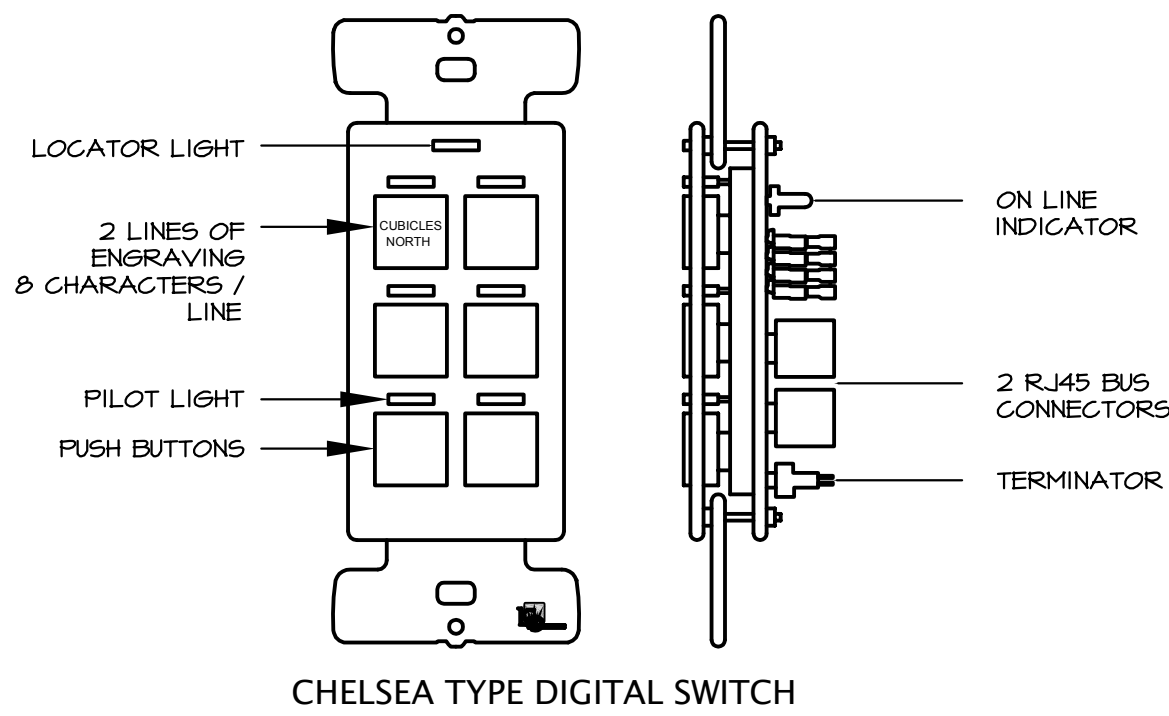 LOCATOR LIGHT
2 LINES OF
ENGRAVING
8 CHARACTERS /
LINE
CUBICLES
NORTH
PILOT LIGHT
PUSH BUTTONS
ON LINE
INDICATOR
2 RJ45 BUS
CONNECTORS
TERMINATOR
CHELSEA TYPE DIGITAL SWITCH